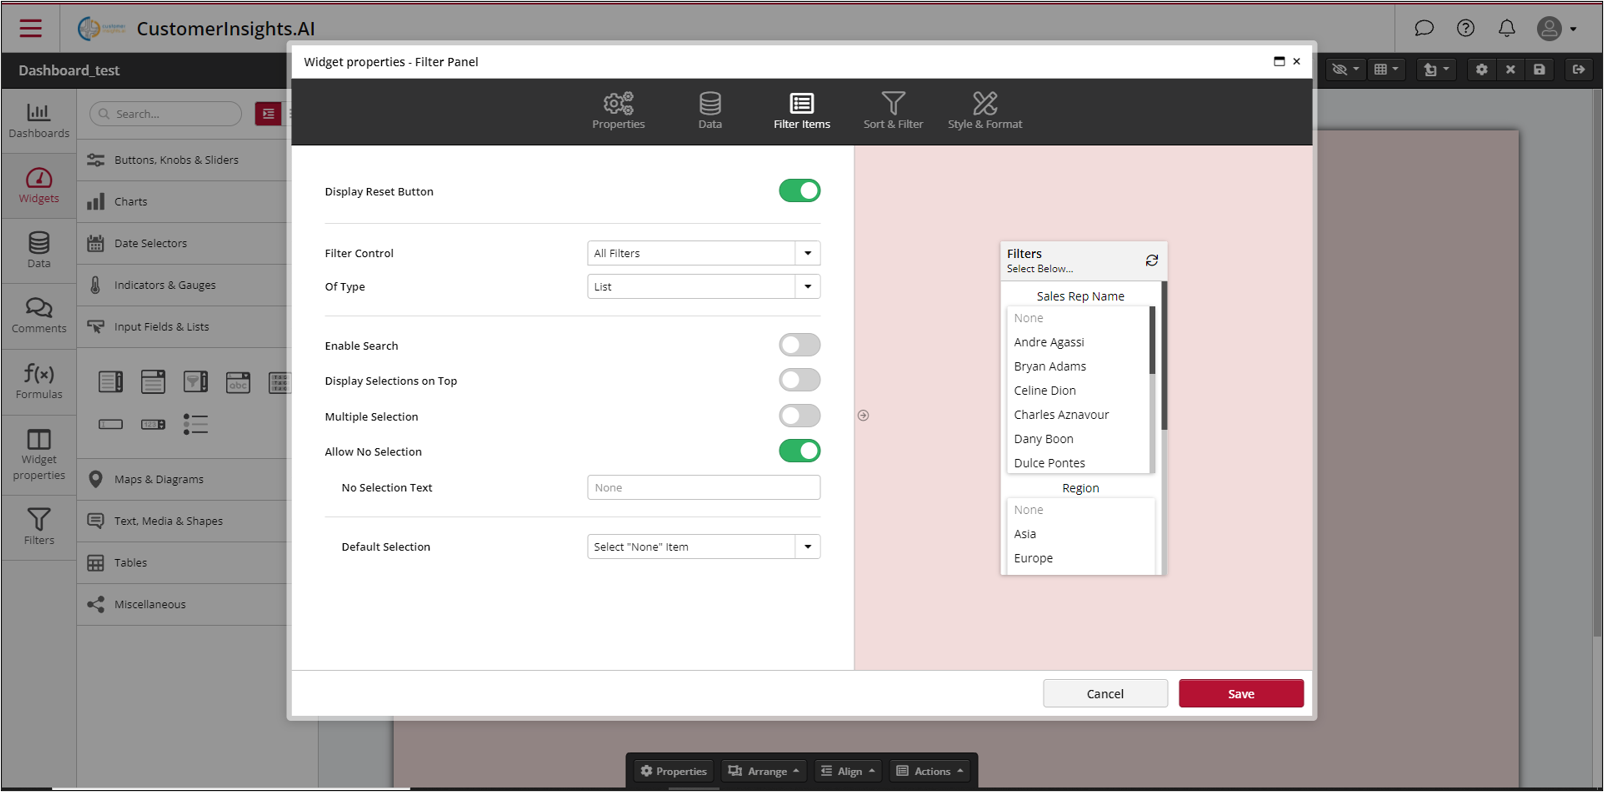 CustomerInsights.AI
Dashboard_test
Dashboards
Widgets
Data
Comments
f(x)
Formulas
Widget
properties
Filters
Search...
Buttons, Knobs & Sliders
Charts
Date Selectors
Indicators & Gauges
Input Fields & Lists
abc
123
Maps & Diagrams
Text, Media & Shapes
Tables
Miscellaneous
Widget properties - Filter Panel
Properties
Data
Filter Items
Sort & Filter
Style & Format
Display Reset Button
Filter Control
All Filters
Of Type
List
Enable Search
Display Selections on Top
Multiple Selection
Allow No Selection
No Selection Text
None
Default Selection
Select "None" Item
Filters
Select Below...
Sales Rep Name
None
Andre Agassi
Bryan Adams
Celine Dion
Charles Aznavour
Dany Boon
Dulce Pontes
Region
None
Asia
Europe
Cancel
Save
Properties
Arrange
Align
Actions